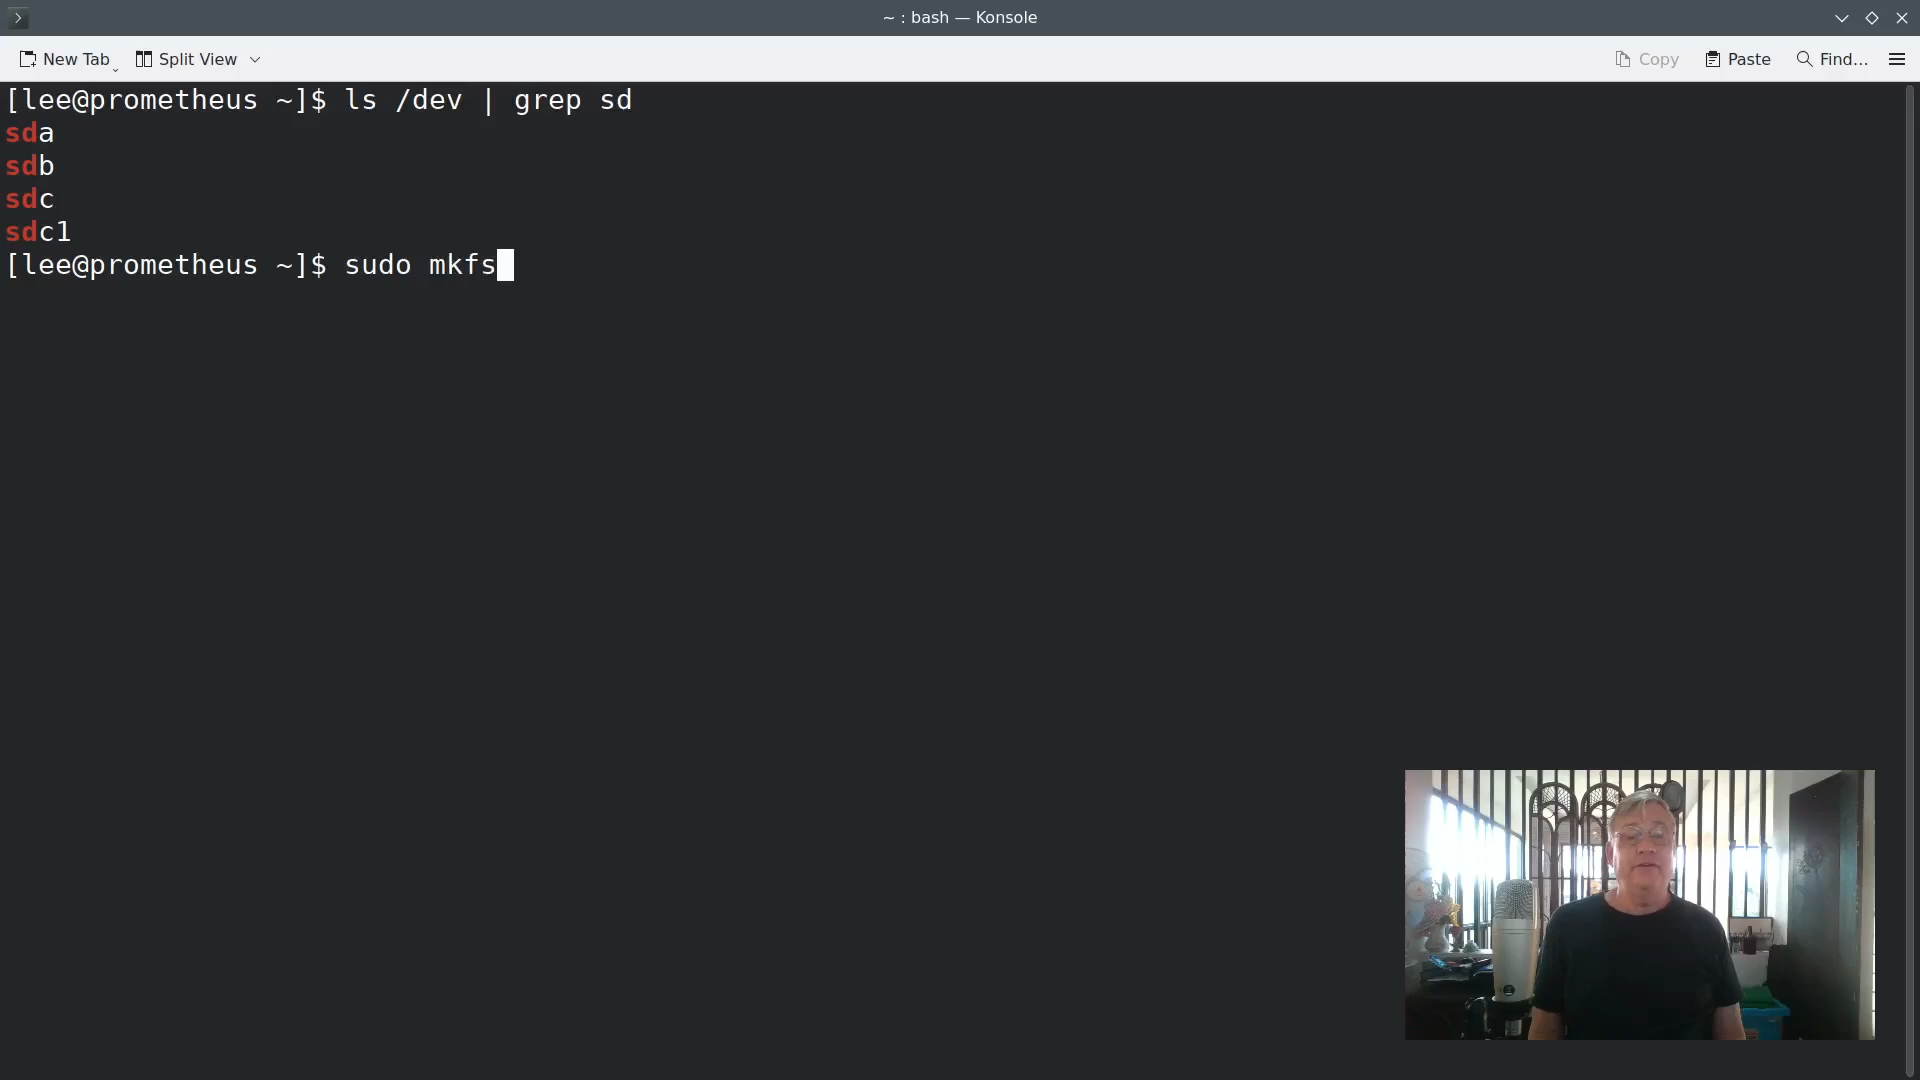 ~ : bash — Konsole
New Tab Split View Copy Paste Find...
[lee@prometheus ~]$ ls /dev | grep sd
sda
sdb
sdc
sdc1
[lee@prometheus ~]$ sudo mkfs